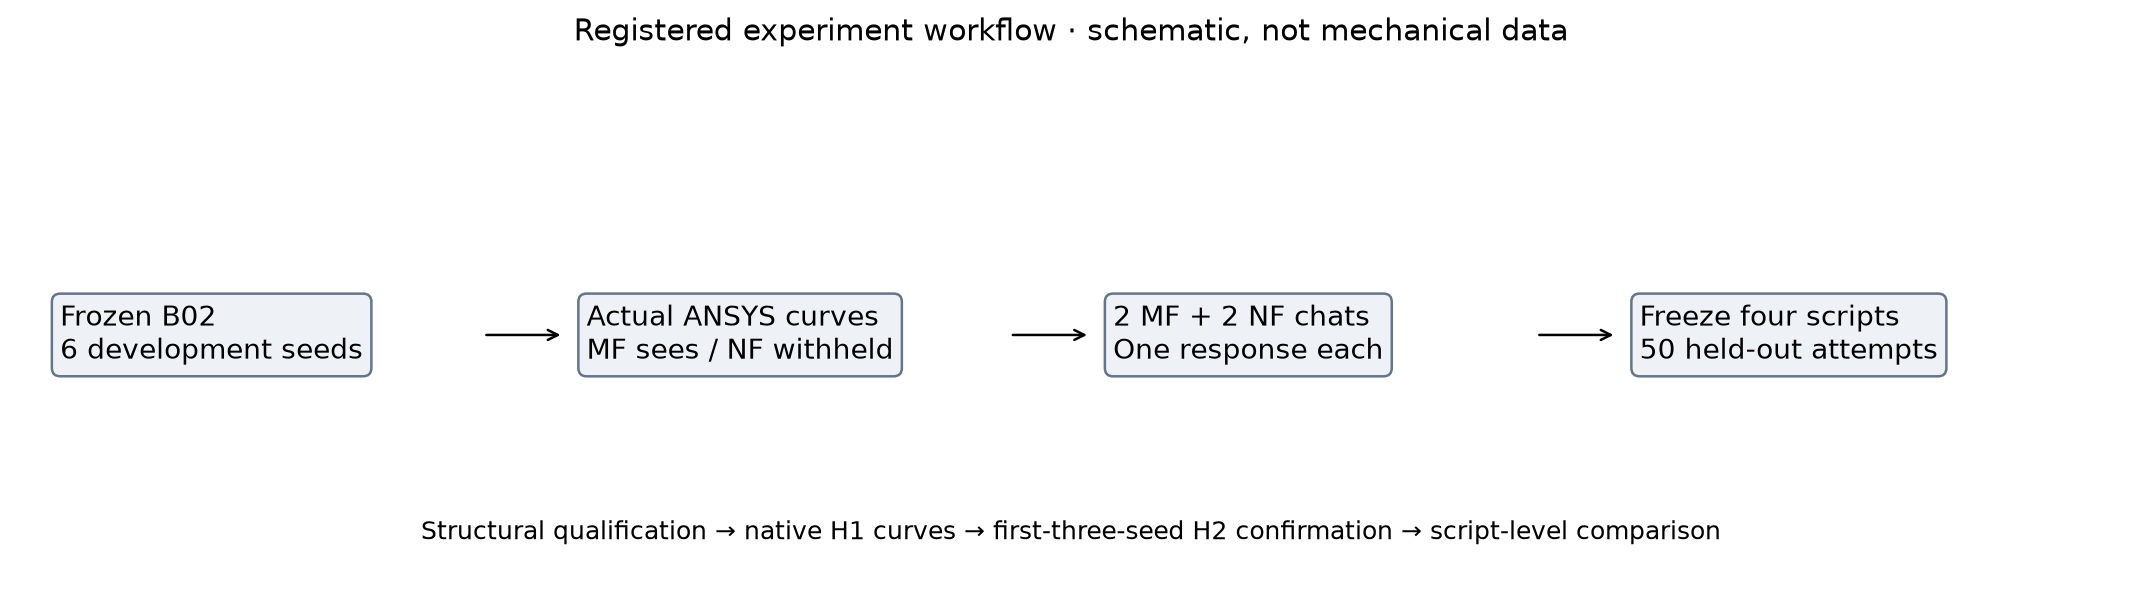 Registered experiment workflow · schematic, not mechanical data
Frozen B02
6 development seeds
Actual ANSYS curves
MF sees / NF withheld
2 MF + 2 NF chats
One response each
Freeze four scripts
50 held-out attempts
Structural qualification → native H1 curves → first-three-seed H2 confirmation → script-level comparison